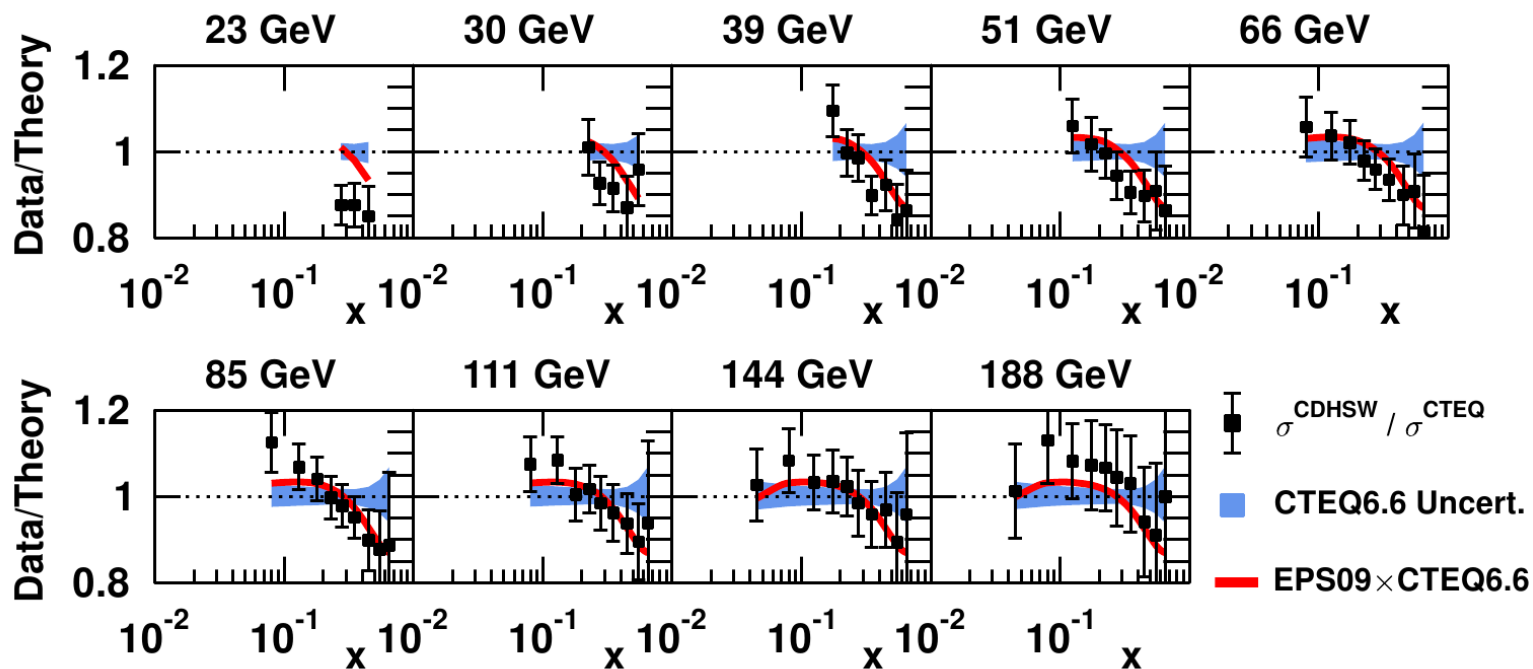 23 GeV 30 GeV 39 GeV 51 GeV 66 GeV
Data/Theory
1.2
1
0.8
10⁻² 10⁻¹ x 10⁻² 10⁻¹ x 10⁻² 10⁻¹ x 10⁻² 10⁻¹ x 10⁻² 10⁻¹ x
85 GeV 111 GeV 144 GeV 188 GeV
Data/Theory
1.2
1
0.8
10⁻² 10⁻¹ x 10⁻² 10⁻¹ x 10⁻² 10⁻¹ x 10⁻² 10⁻¹ x
σ^CDHSW / σ^CTEQ
CTEQ6.6 Uncert.
EPS09×CTEQ6.6